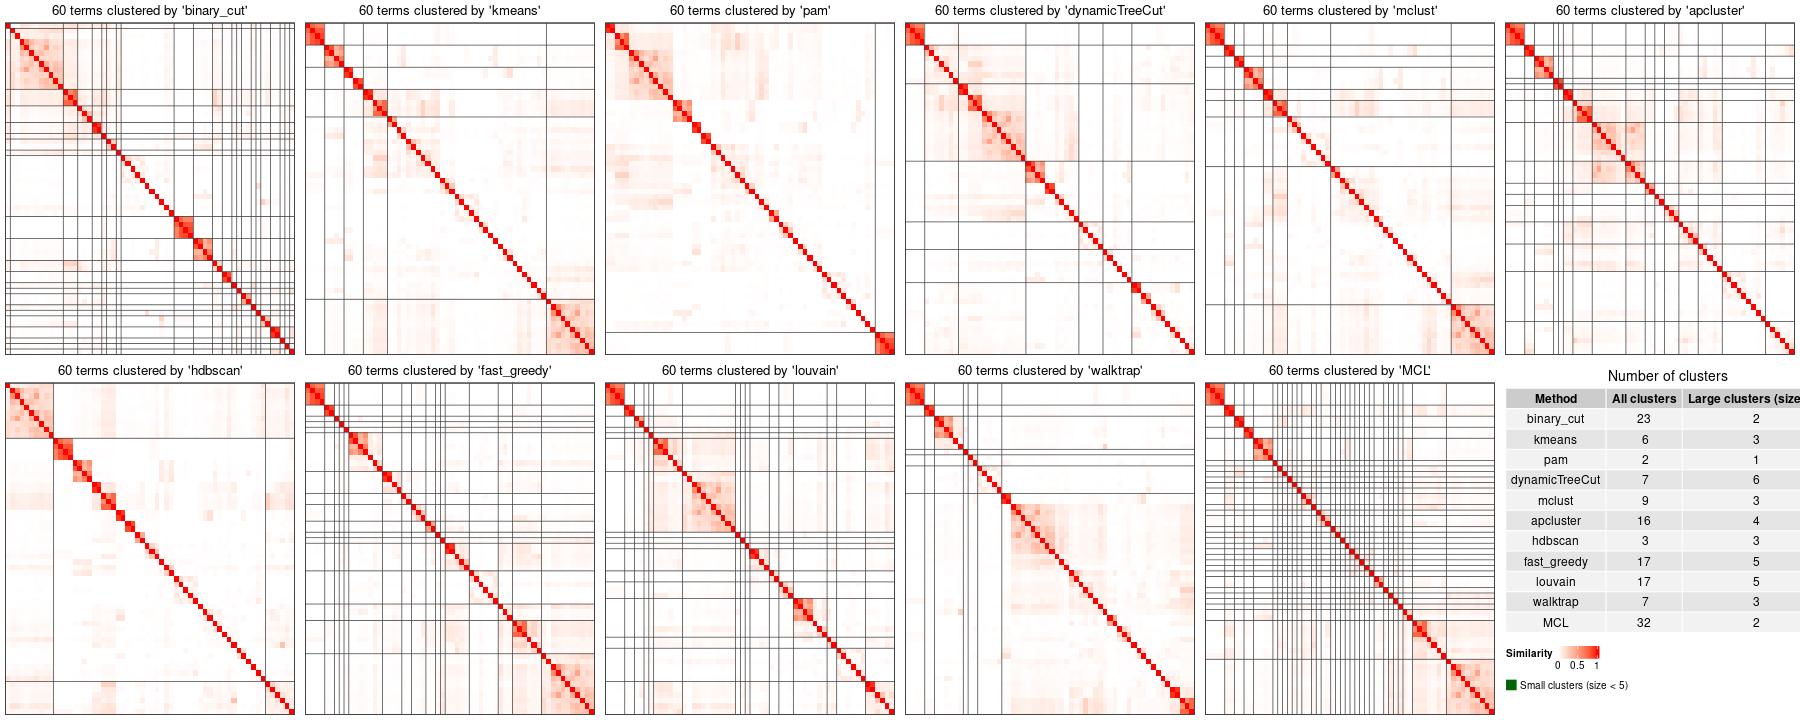 60 terms clustered by 'binary_cut'
60 terms clustered by 'kmeans'
60 terms clustered by 'pam'
60 terms clustered by 'dynamicTreeCut'
60 terms clustered by 'mclust'
60 terms clustered by 'apcluster'
60 terms clustered by 'hdbscan'
60 terms clustered by 'fast_greedy'
60 terms clustered by 'louvain'
60 terms clustered by 'walktrap'
60 terms clustered by 'MCL'
Number of clusters
Method All clusters Large clusters (size
binary_cut 23 2
kmeans 6 3
pam 2 1
dynamicTreeCut 7 6
mclust 9 3
apcluster 16 4
hdbscan 3 3
fast_greedy 17 5
louvain 17 5
walktrap 7 3
MCL 32 2
Similarity
0 0.5 1
Small clusters (size < 5)